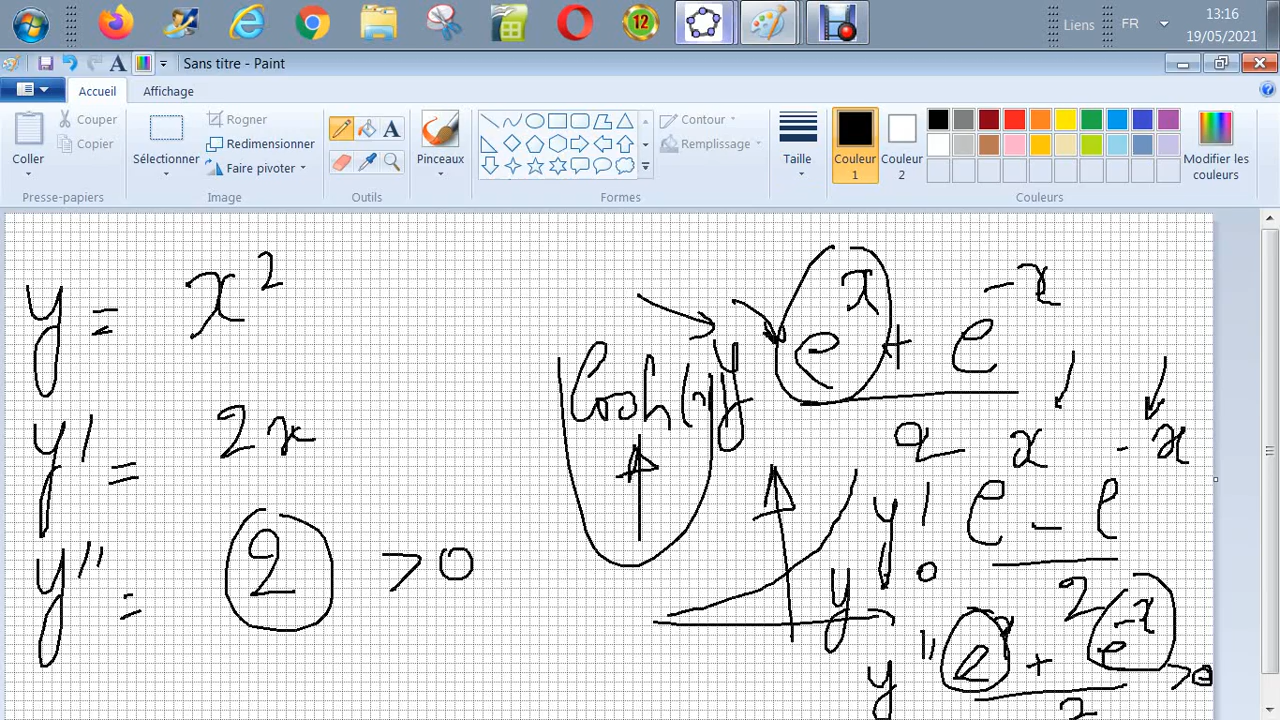 12
Liens
FR
13:16
19/05/2021
Sans titre - Paint
Accueil
Affichage
Coller
Couper
Copier
Presse-papiers
Sélectionner
Rogner
Redimensionner
Faire pivoter
Image
A
Outils
Pinceaux
Formes
Contour
Remplissage
Taille
Couleur
1
Couleur
2
Modifier les
couleurs
Couleurs
y = x²
y' = 2x
y'' = 2 > 0
Cosh(x)
y
e^x + e^-x
2
y' e^x - e^-x
2
y
0
y'' e^x + e^-x > 0
2